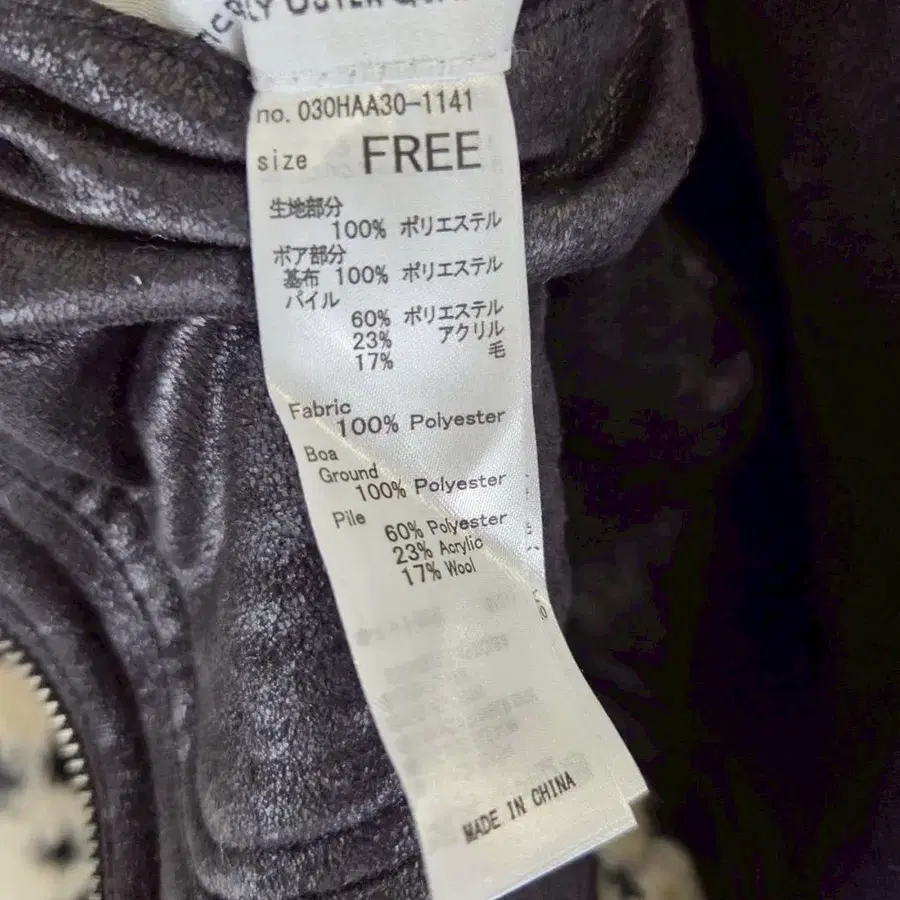 no. 030HAA30-1141
size FREE
生地部分
100% ポリエステル
ボア部分
基布 100% ポリエステル
パイル
60% ポリエステル
23% アクリル
17% 毛
Fabric
100% Polyester
Boa
Ground
100% Polyester
Pile
60% Polyester
23% Acrylic
17% Wool
MADE IN CHINA